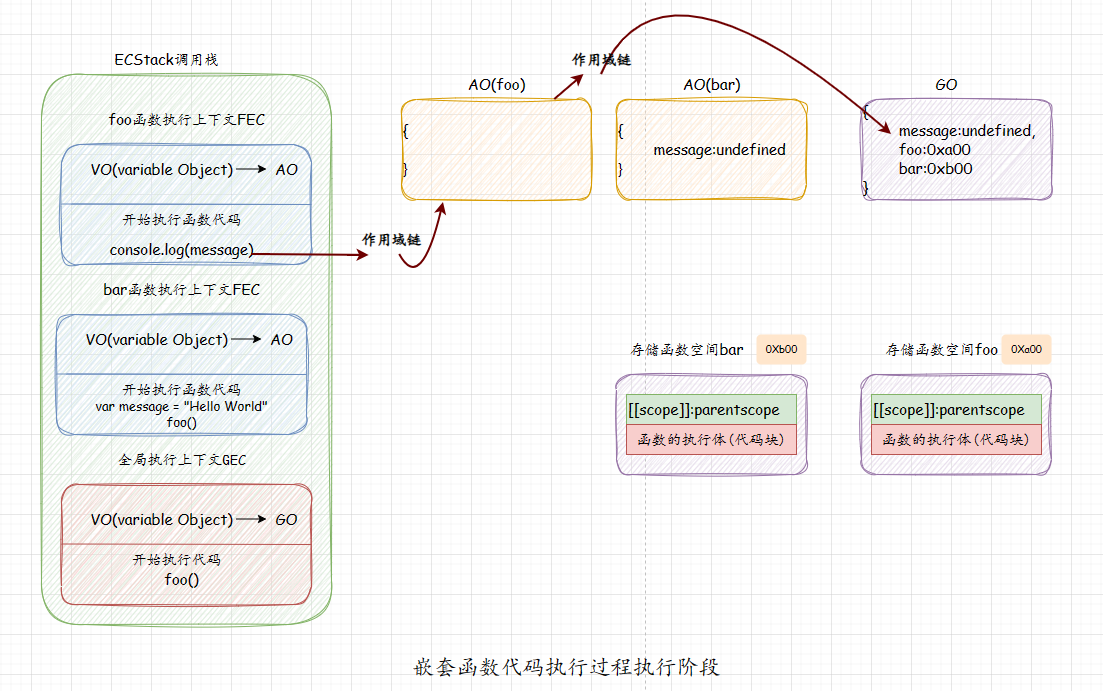 ECStack调用栈
foo函数执行上下文FEC
VO(variable Object) AO
开始执行函数代码
console.log(message)
bar函数执行上下文FEC
VO(variable Object) AO
开始执行函数代码
var message = "Hello World"
foo()
全局执行上下文GEC
VO(variable Object) GO
开始执行代码
foo()
作用域链
作用域链
AO(foo)
{
}
AO(bar)
{
message:undefined
}
GO
{
message:undefined,
foo:0xa00
bar:0xb00
}
存储函数空间bar 0Xb00
[[scope]]:parentscope
函数的执行体(代码块)
存储函数空间foo 0Xa00
[[scope]]:parentscope
函数的执行体(代码块)
嵌套函数代码执行过程执行阶段